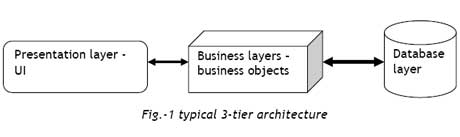 Presentation layer -
UI
Business layers –
business objects
Database
layer
Fig.-1 typical 3-tier architecture